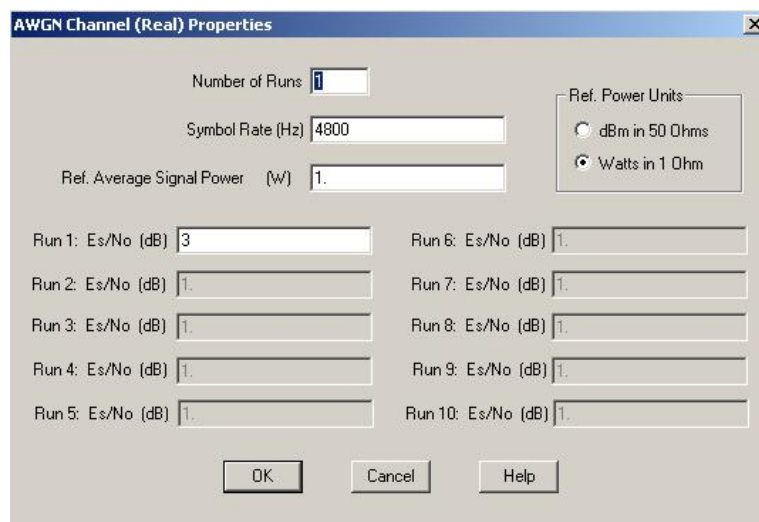 AWGN Channel (Real) Properties
Number of Runs 1
Symbol Rate (Hz) 4800
Ref. Average Signal Power (W) 1.
Ref. Power Units
dBm in 50 Ohms
Watts in 1 Ohm
Run 1: Es/No (dB) 3
Run 6: Es/No (dB) 1.
Run 2: Es/No (dB) 1.
Run 7: Es/No (dB) 1.
Run 3: Es/No (dB) 1.
Run 8: Es/No (dB) 1.
Run 4: Es/No (dB) 1.
Run 9: Es/No (dB) 1.
Run 5: Es/No (dB) 1.
Run 10: Es/No (dB) 1.
OK Cancel Help